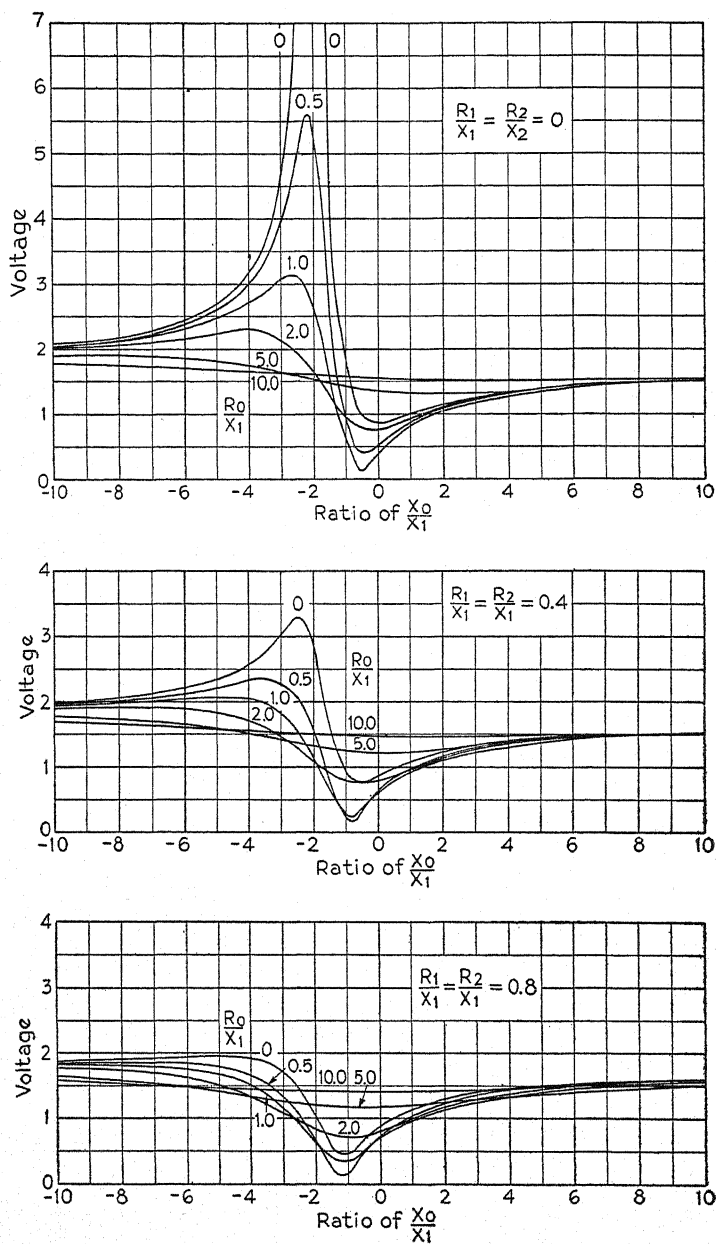 7
6
5
4
3
2
1
0
Voltage
0 0
0.5
R1/X1 = R2/X2 = 0
1.0
2.0
5.0
10.0
R0/X1
-10 -8 -6 -4 -2 0 2 4 6 8 10
Ratio of X0/X1
4
3
2
1
0
Voltage
0
R1/X1 = R2/X1 = 0.4
R0/X1
0.5
1.0
2.0
10.0
5.0
-10 -8 -6 -4 -2 0 2 4 6 8 10
Ratio of X0/X1
4
3
2
1
0
Voltage
R1/X1 = R2/X1 = 0.8
R0/X1
0
0.5
10.0 5.0
1.0
2.0
-10 -8 -6 -4 -2 0 2 4 6 8 10
Ratio of X0/X1